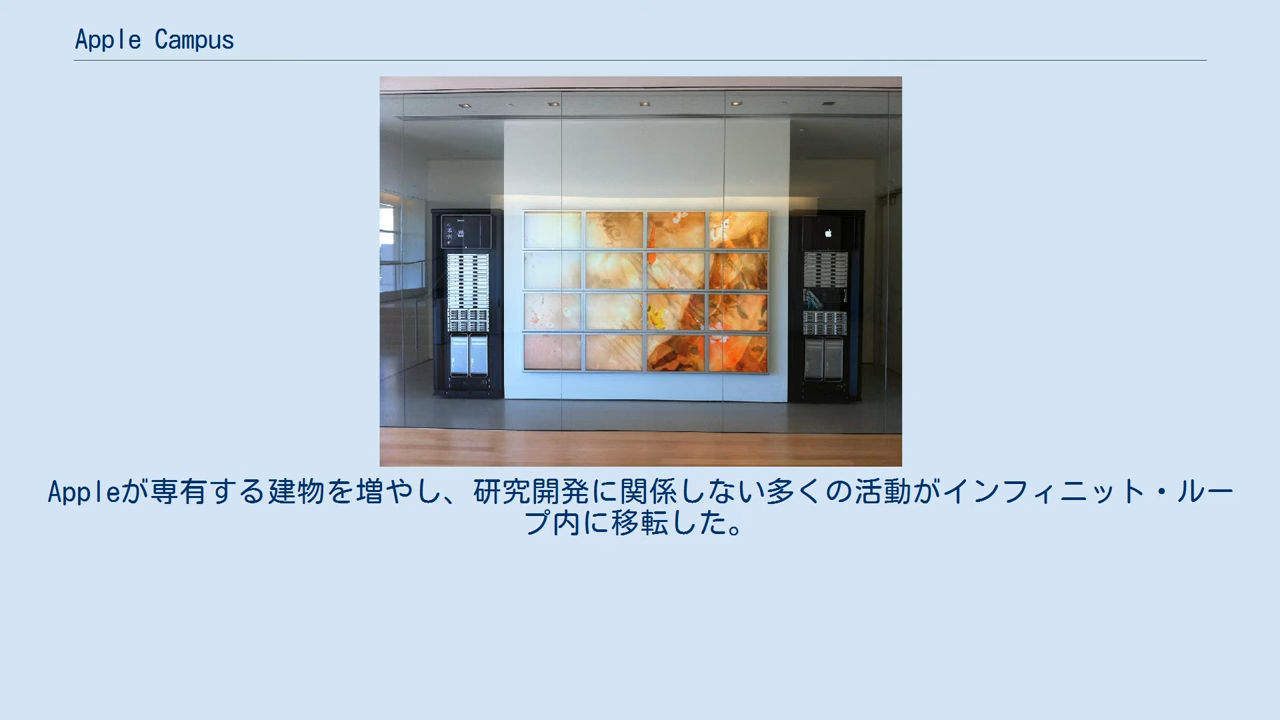 Apple Campus
Appleが専有する建物を増やし、研究開発に関係しない多くの活動がインフィニット・ルー
プ内に移転した。